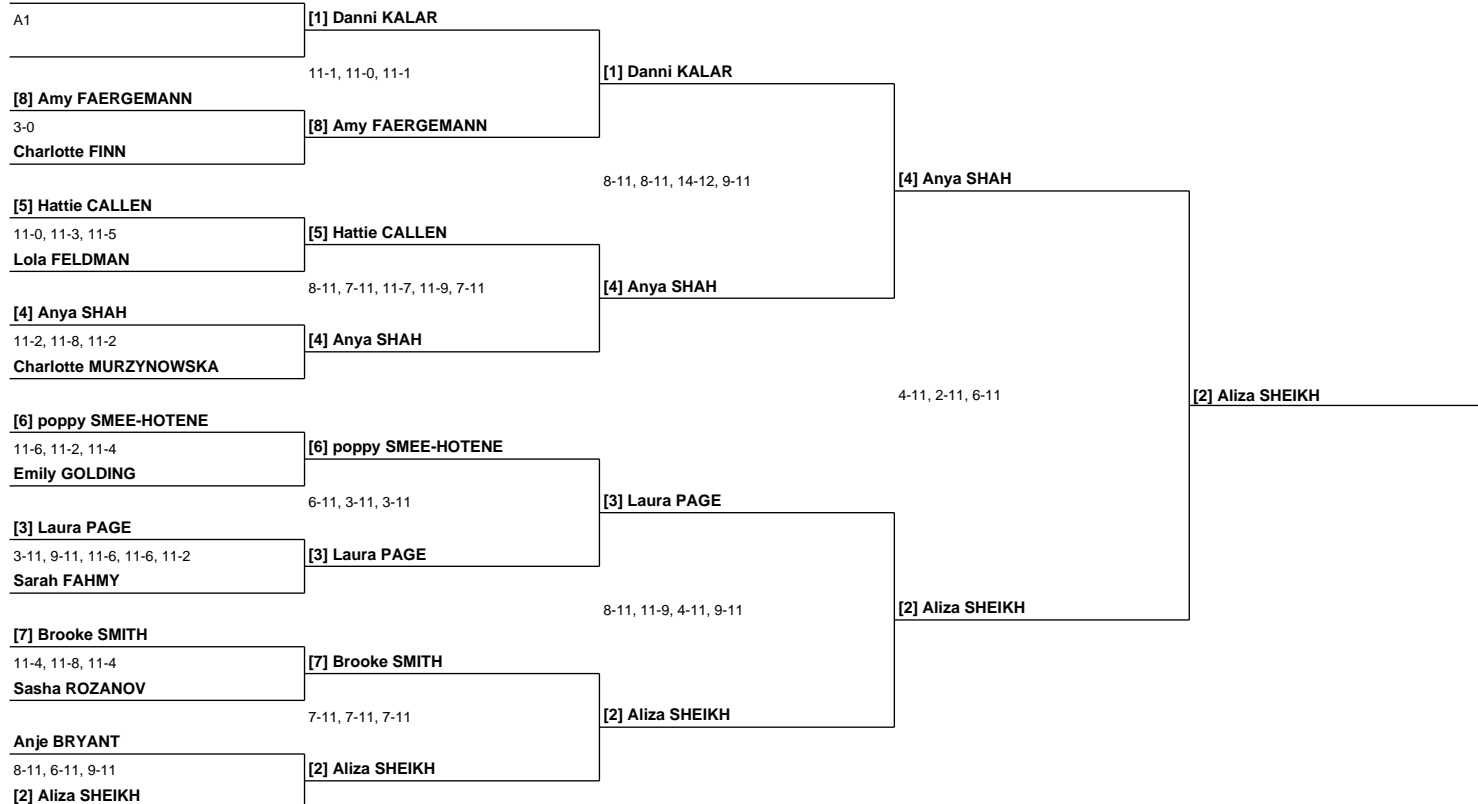 [1] Danni KALAR
A1
11-1, 11-0, 11-1
[1] Danni KALAR
[8] Amy FAERGEMANN
3-0
[8] Amy FAERGEMANN
Charlotte FINN
8-11, 8-11, 14-12, 9-11
[4] Anya SHAH
[5] Hattie CALLEN
11-0, 11-3, 11-5
[5] Hattie CALLEN
Lola FELDMAN
8-11, 7-11, 11-7, 11-9, 7-11
[4] Anya SHAH
[4] Anya SHAH
11-2, 11-8, 11-2
[4] Anya SHAH
Charlotte MURZYNOWSKA
4-11, 2-11, 6-11
[2] Aliza SHEIKH
[6] poppy SMEE-HOTENE
11-6, 11-2, 11-4
[6] poppy SMEE-HOTENE
Emily GOLDING
6-11, 3-11, 3-11
[3] Laura PAGE
[3] Laura PAGE
3-11, 9-11, 11-6, 11-6, 11-2
[3] Laura PAGE
Sarah FAHMY
8-11, 11-9, 4-11, 9-11
[2] Aliza SHEIKH
[7] Brooke SMITH
11-4, 11-8, 11-4
[7] Brooke SMITH
Sasha ROZANOV
7-11, 7-11, 7-11
[2] Aliza SHEIKH
Anje BRYANT
8-11, 6-11, 9-11
[2] Aliza SHEIKH
[2] Aliza SHEIKH